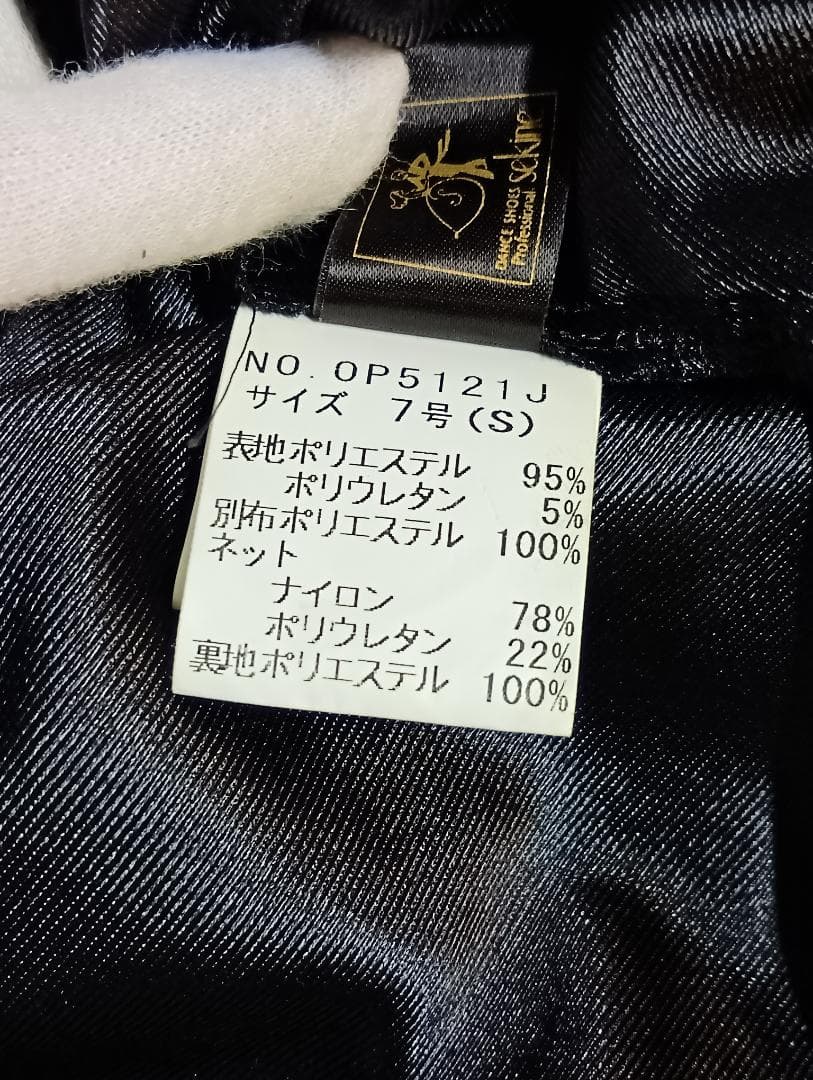 S
DANCE SHOES
Professional sekine
NO. OP5121J
サイズ 7号(S)
表地ポリエステル 95%
ポリウレタン 5%
別布ポリエステル 100%
ネット
ナイロン 78%
ポリウレタン 22%
裏地ポリエステル 100%